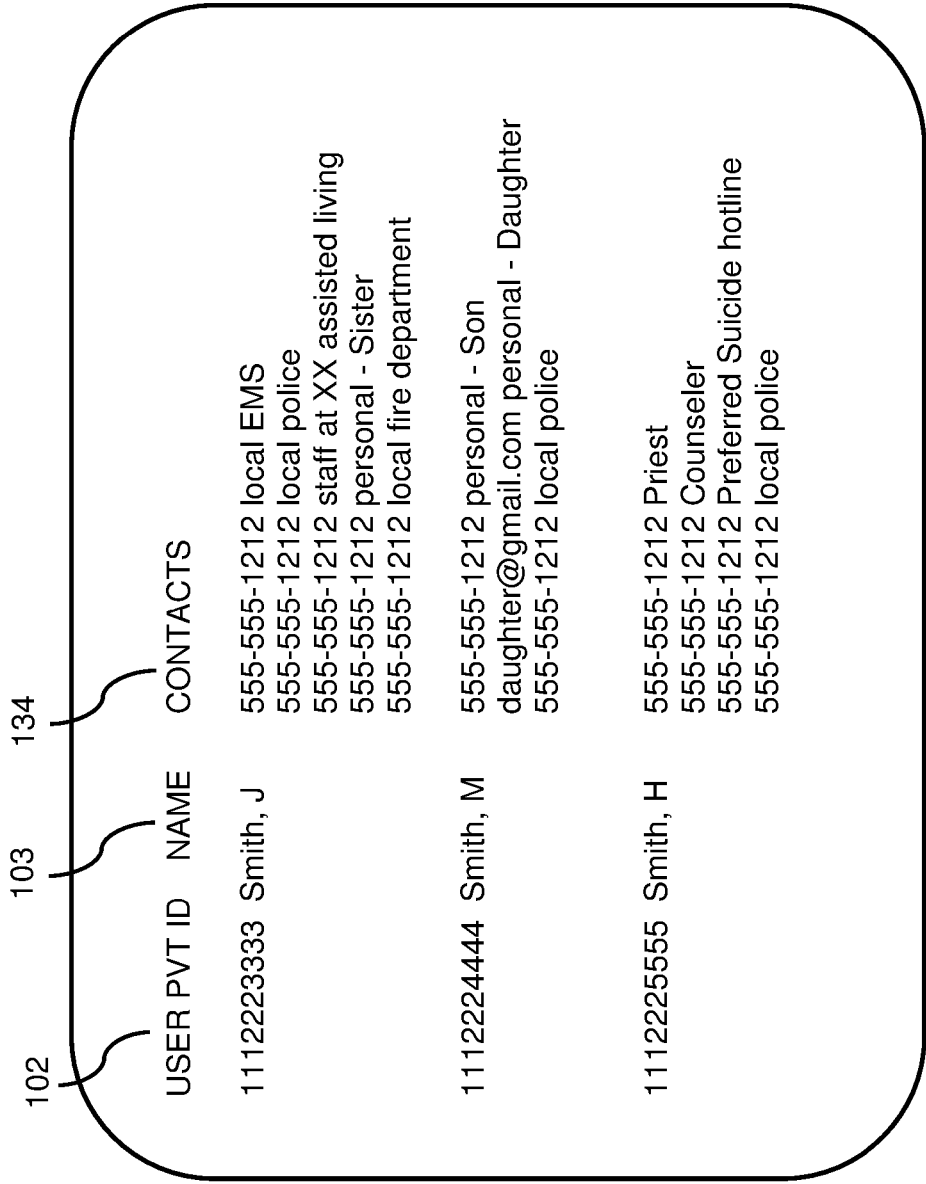 102 103 134
USER PVT ID NAME CONTACTS
1112223333 Smith, J 555-555-1212 local EMS
555-555-1212 local police
555-555-1212 staff at XX assisted living
555-555-1212 personal - Sister
555-555-1212 local fire department
1112224444 Smith, M 555-555-1212 personal - Son
daughter@gmail.com personal - Daughter
555-555-1212 local police
1112225555 Smith, H 555-555-1212 Priest
555-555-1212 Counseler
555-555-1212 Preferred Suicide hotline
555-555-1212 local police